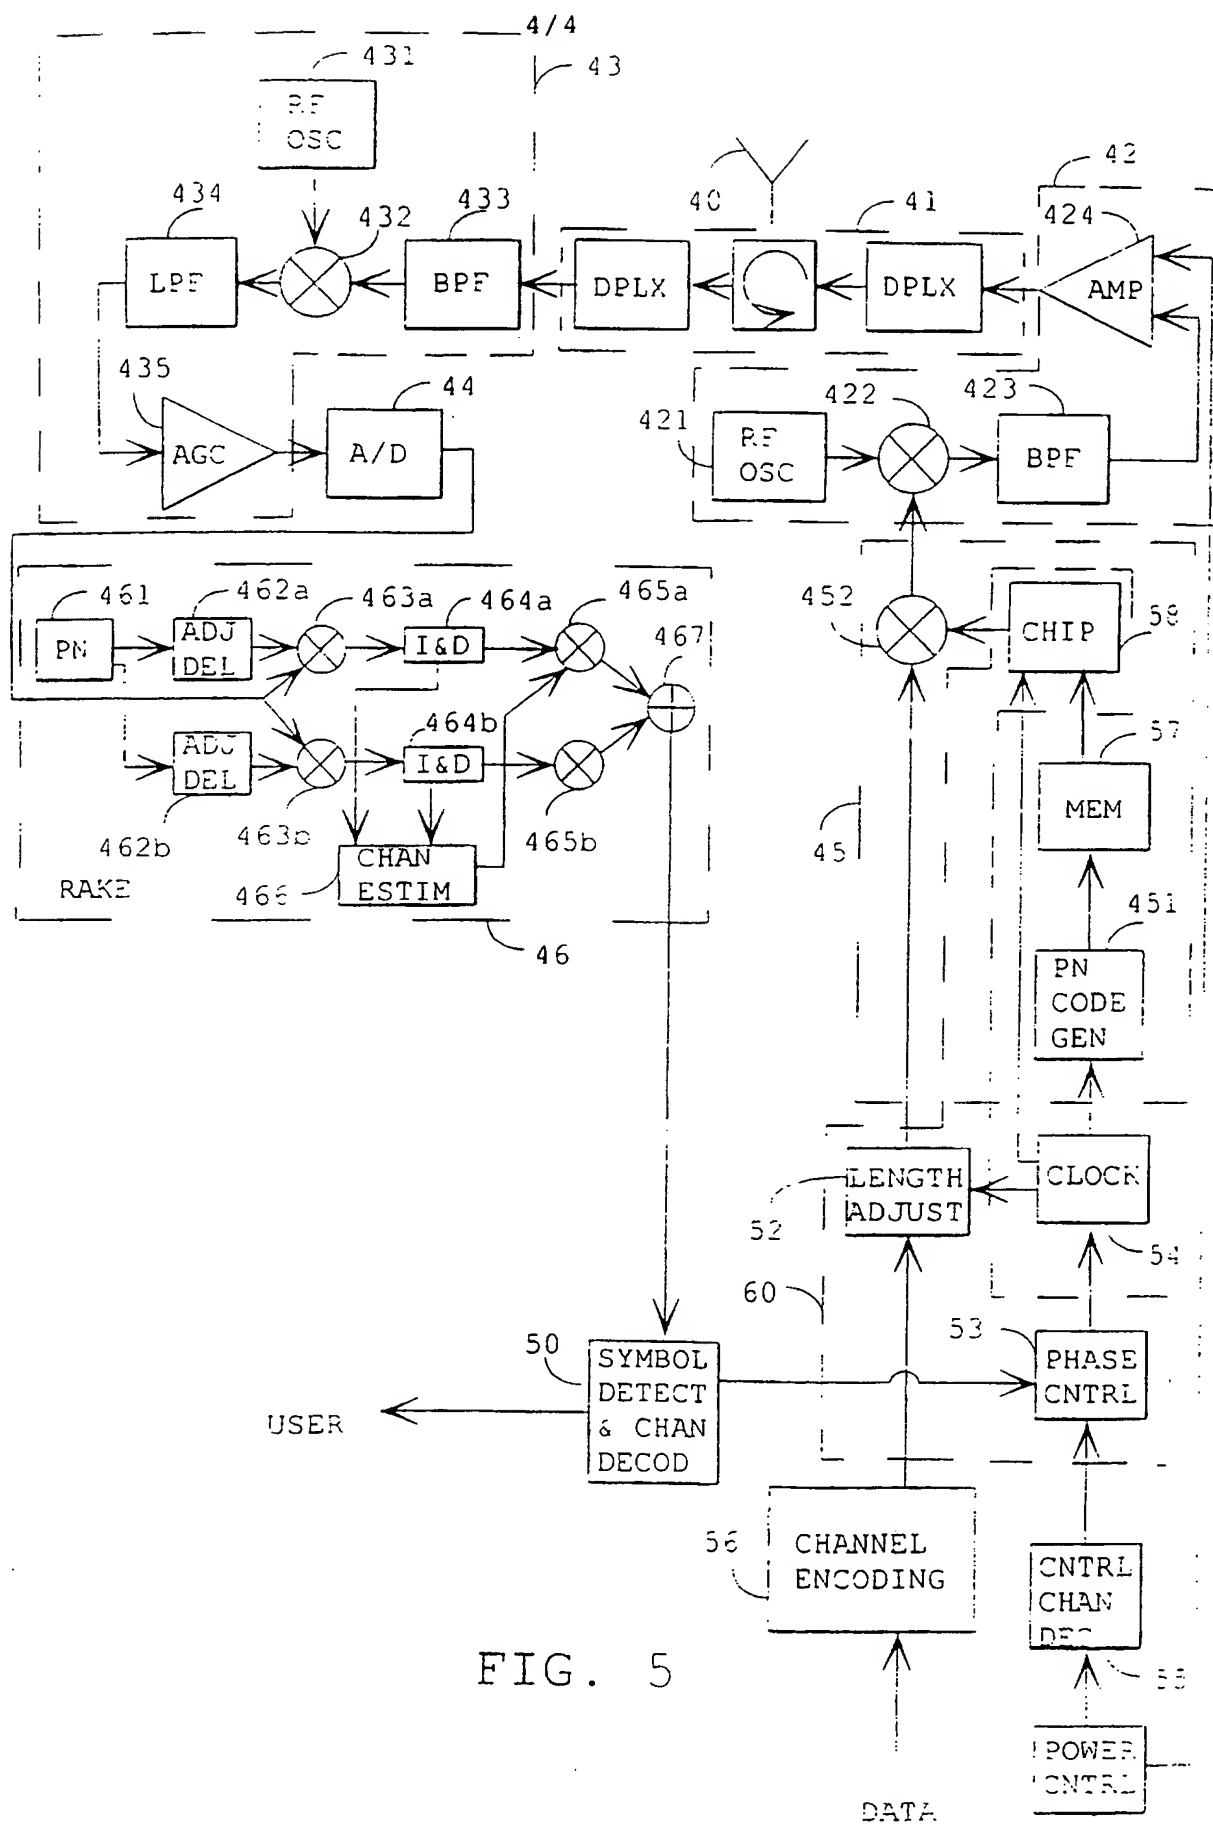 4/4
431
43
RF
OSC
42
434
432
433
40
41
424
LPF
BPF
DPLX
DPLX
AMP
435
44
422
423
421
AGC
A/D
RF
OSC
BPF
461
462a
463a
464a
465a
452
PN
ADJ
DEL
I&D
467
CHIP
58
464b
57
ADJ
DEL
I&D
MEM
462b
463b
465b
45
CHAN
ESTIM
RAKE
466
451
46
PN
CODE
GEN
LENGTH
ADJUST
CLOCK
52
54
60
50
53
SYMBOL
DETECT
& CHAN
DECOD
PHASE
CNTRL
USER
56
CHANNEL
ENCODING
CNTRL
CHAN
FIG. 5
POWER
CNTRL
DATA